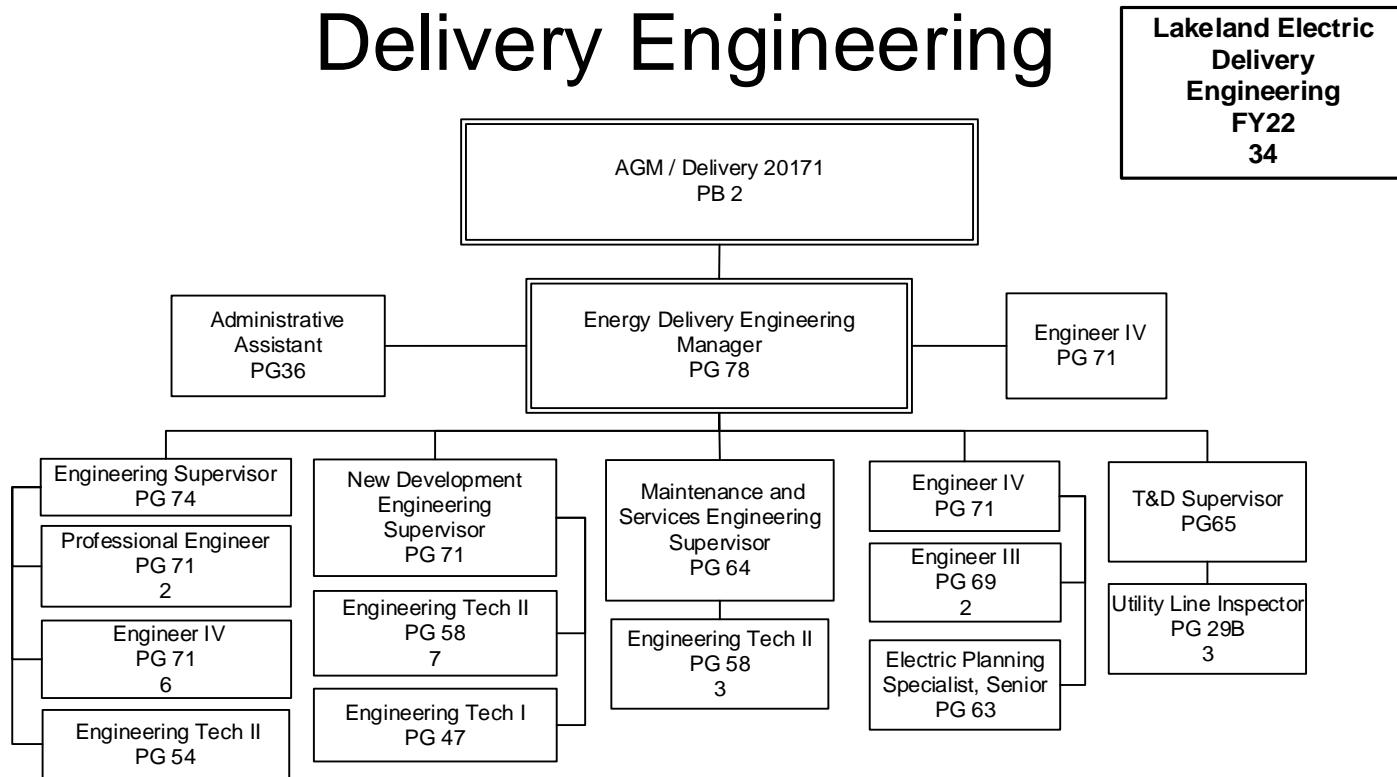 Delivery Engineering
Lakeland Electric
Delivery
Engineering
FY22
34
AGM / Delivery 20171
PB 2
Administrative
Assistant
PG36
Energy Delivery Engineering
Manager
PG 78
Engineer IV
PG 71
Engineering Supervisor
PG 74
Professional Engineer
PG 71
2
Engineer IV
PG 71
6
Engineering Tech II
PG 54
New Development
Engineering
Supervisor
PG 71
Engineering Tech II
PG 58
7
Engineering Tech I
PG 47
Maintenance and
Services Engineering
Supervisor
PG 64
Engineering Tech II
PG 58
3
Engineer IV
PG 71
Engineer III
PG 69
2
Electric Planning
Specialist, Senior
PG 63
T&D Supervisor
PG65
Utility Line Inspector
PG 29B
3